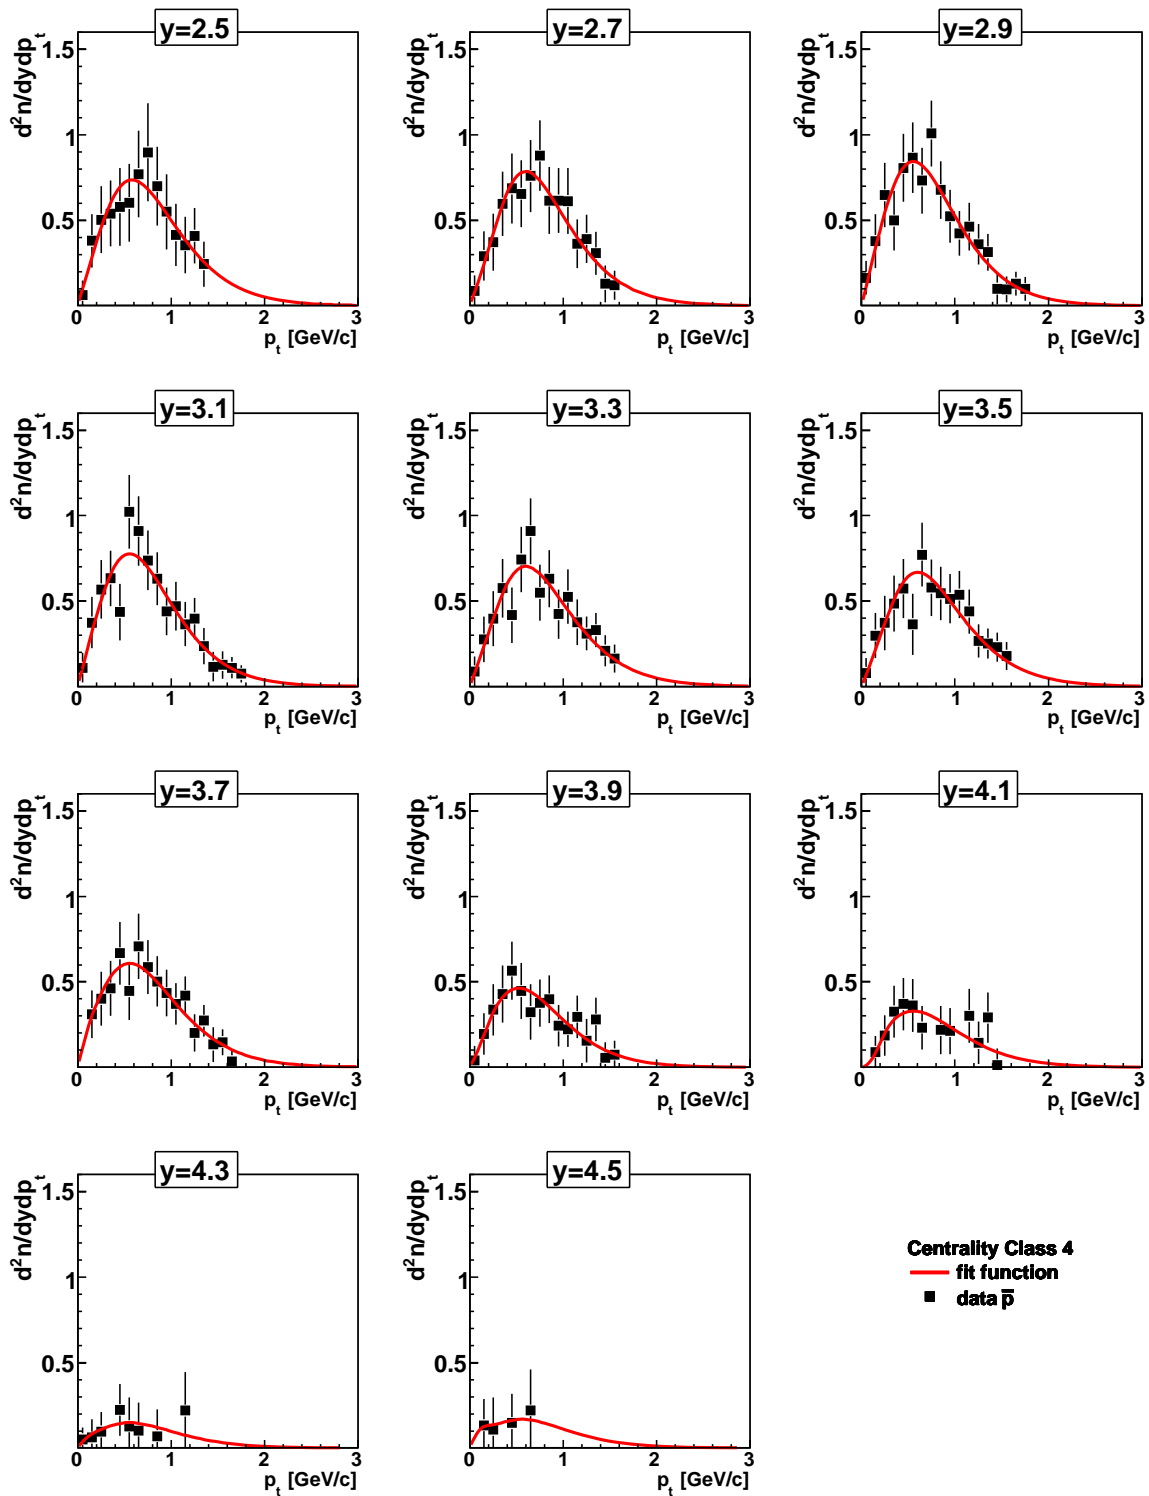 y=2.5
d²n/dydpₜ
1.5
1
0.5
0 1 2 3
pₜ [GeV/c]
y=2.7
d²n/dydpₜ
1.5
1
0.5
0 1 2 3
pₜ [GeV/c]
y=2.9
d²n/dydpₜ
1.5
1
0.5
0 1 2 3
pₜ [GeV/c]
y=3.1
d²n/dydpₜ
1.5
1
0.5
0 1 2 3
pₜ [GeV/c]
y=3.3
d²n/dydpₜ
1.5
1
0.5
0 1 2 3
pₜ [GeV/c]
y=3.5
d²n/dydpₜ
1.5
1
0.5
0 1 2 3
pₜ [GeV/c]
y=3.7
d²n/dydpₜ
1.5
1
0.5
0 1 2 3
pₜ [GeV/c]
y=3.9
d²n/dydpₜ
1.5
1
0.5
0 1 2 3
pₜ [GeV/c]
y=4.1
d²n/dydpₜ
1.5
1
0.5
0 1 2 3
pₜ [GeV/c]
y=4.3
d²n/dydpₜ
1.5
1
0.5
0 1 2 3
pₜ [GeV/c]
y=4.5
d²n/dydpₜ
1.5
1
0.5
0 1 2 3
pₜ [GeV/c]
Centrality Class 4
fit function
data p̅